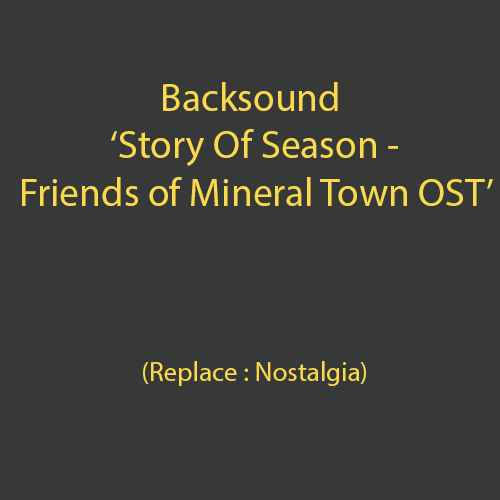 Backsound
‘Story Of Season -
Friends of Mineral Town OST’
(Replace : Nostalgia)